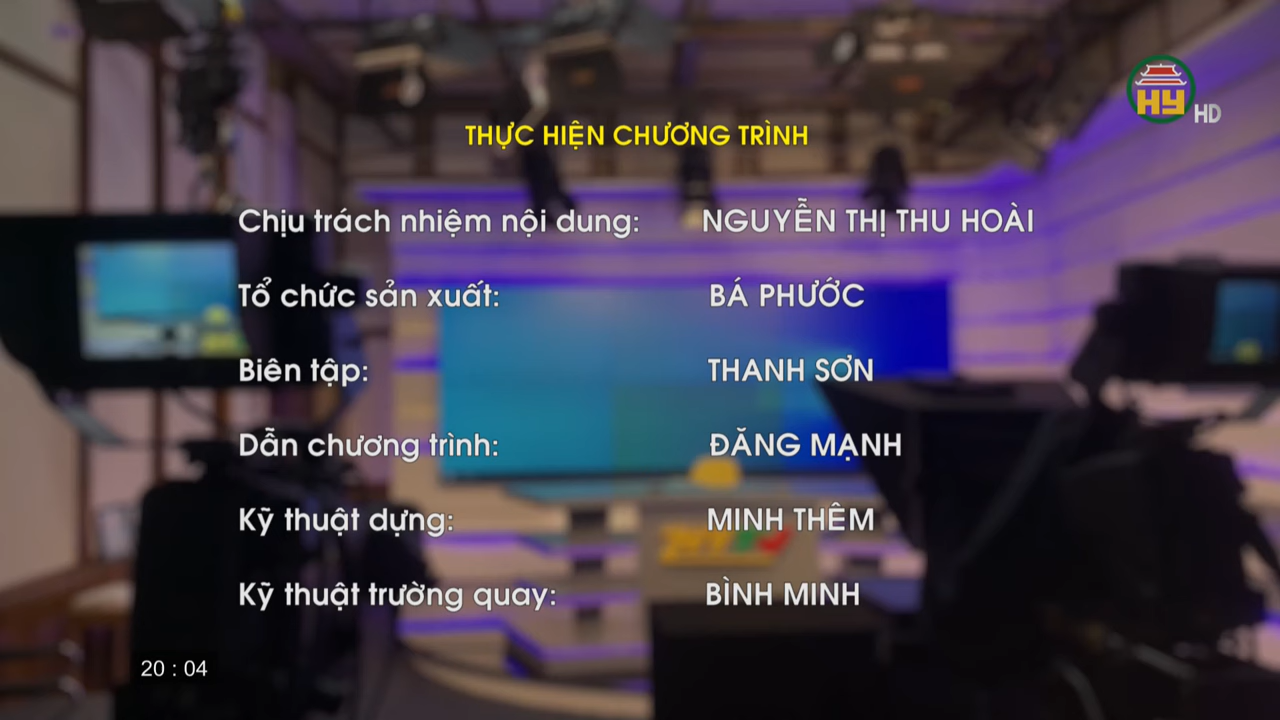 HY HD
THỰC HIỆN CHƯƠNG TRÌNH
Chịu trách nhiệm nội dung: NGUYỄN THỊ THU HOÀI
Tổ chức sản xuất: BÁ PHƯỚC
Biên tập: THANH SƠN
Dẫn chương trình: ĐĂNG MẠNH
Kỹ thuật dựng: MINH THÊM
Kỹ thuật trường quay: BÌNH MINH
20 : 04